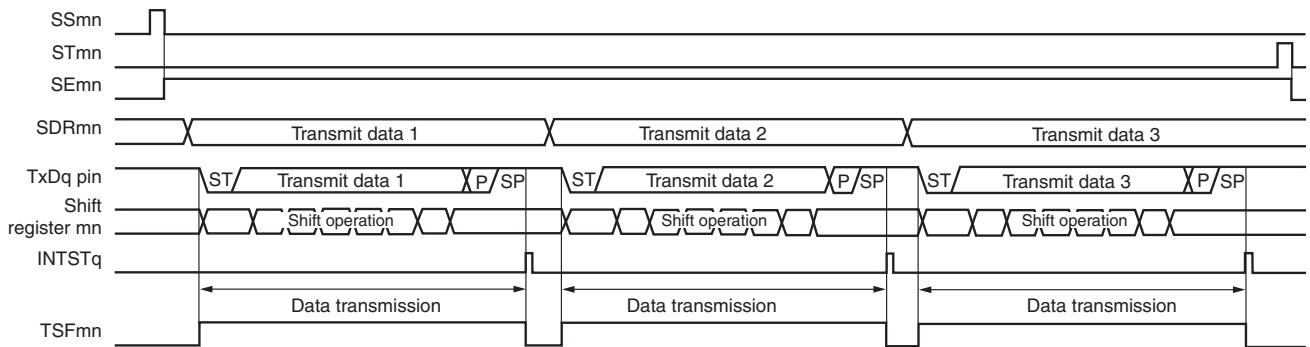 SSmn
STmn
SEmn
SDRmn Transmit data 1 Transmit data 2 Transmit data 3
TxDq pin ST Transmit data 1 P SP ST Transmit data 2 P SP ST Transmit data 3 P SP
Shift
register mn Shift operation Shift operation Shift operation
INTSTq
Data transmission Data transmission Data transmission
TSFmn